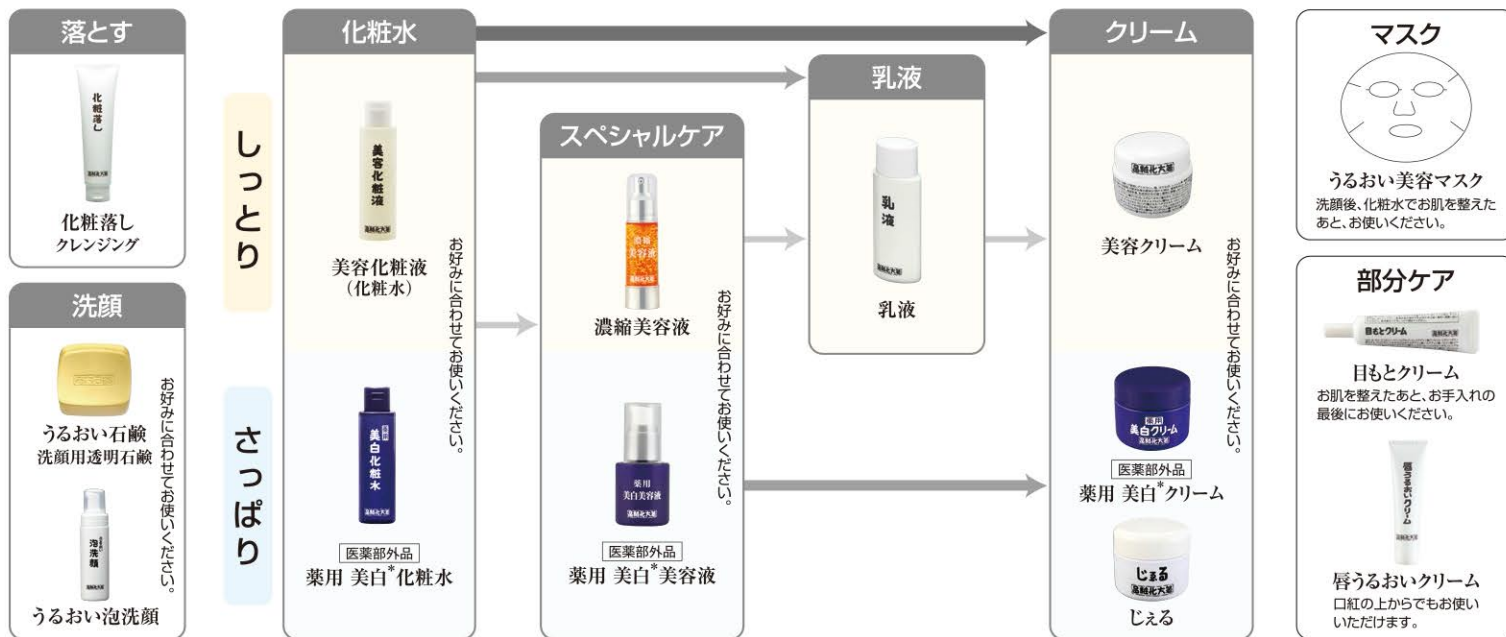 落とす
化粧落し
化粧落し
クレンジング
洗顔
うるおい石鹸
洗顔用透明石鹸
泡洗顔
うるおい泡洗顔
お好みに合わせてお使いください。
しっとり
さっぱり
化粧水
美容化粧液
美容化粧液
(化粧水)
美白化粧水
医薬部外品
薬用 美白*化粧水
お好みに合わせてお使いください。
スペシャルケア
濃縮
美容液
濃縮美容液
薬用
美白美容液
医薬部外品
薬用 美白*美容液
お好みに合わせてお使いください。
乳液
乳液
乳液
クリーム
美容クリーム
薬用
美白クリーム
医薬部外品
薬用 美白*クリーム
じぇる
じぇる
お好みに合わせてお使いください。
マスク
うるおい美容マスク
洗顔後、化粧水でお肌を整えた
あと、お使いください。
部分ケア
目もとクリーム
目もとクリーム
お肌を整えたあと、お手入れの
最後にお使いください。
唇うるおいクリーム
唇うるおいクリーム
口紅の上からでもお使い
いただけます。